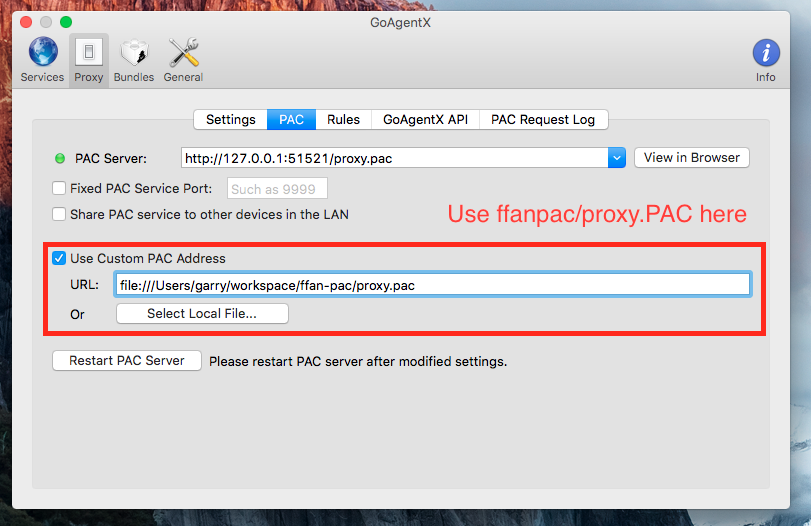 GoAgentX
Services Proxy Bundles General Info
Settings PAC Rules GoAgentX API PAC Request Log
PAC Server: http://127.0.0.1:51521/proxy.pac View in Browser
Fixed PAC Service Port: Such as 9999
Share PAC service to other devices in the LAN
Use ffanpac/proxy.PAC here
Use Custom PAC Address
URL: file:///Users/garry/workspace/ffan-pac/proxy.pac
Or Select Local File...
Restart PAC Server Please restart PAC server after modified settings.